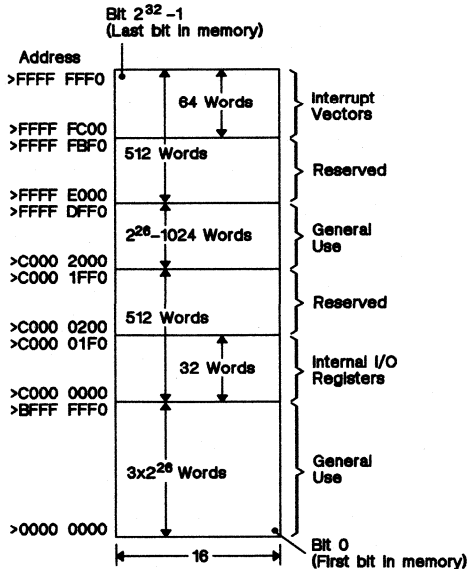 Bit 2³² -1
(Last bit in memory)
Address
>FFFF FFF0
64 Words
Interrupt
Vectors
>FFFF FC00
>FFFF FBF0
512 Words
Reserved
>FFFF E000
>FFFF DFF0
2²⁶-1024 Words
General
Use
>C000 2000
>C000 1FF0
512 Words
Reserved
>C000 0200
>C000 01F0
32 Words
Internal I/O
Registers
>C000 0000
>BFFF FFF0
3x2²⁶ Words
General
Use
>0000 0000
16
Bit 0
(First bit in memory)